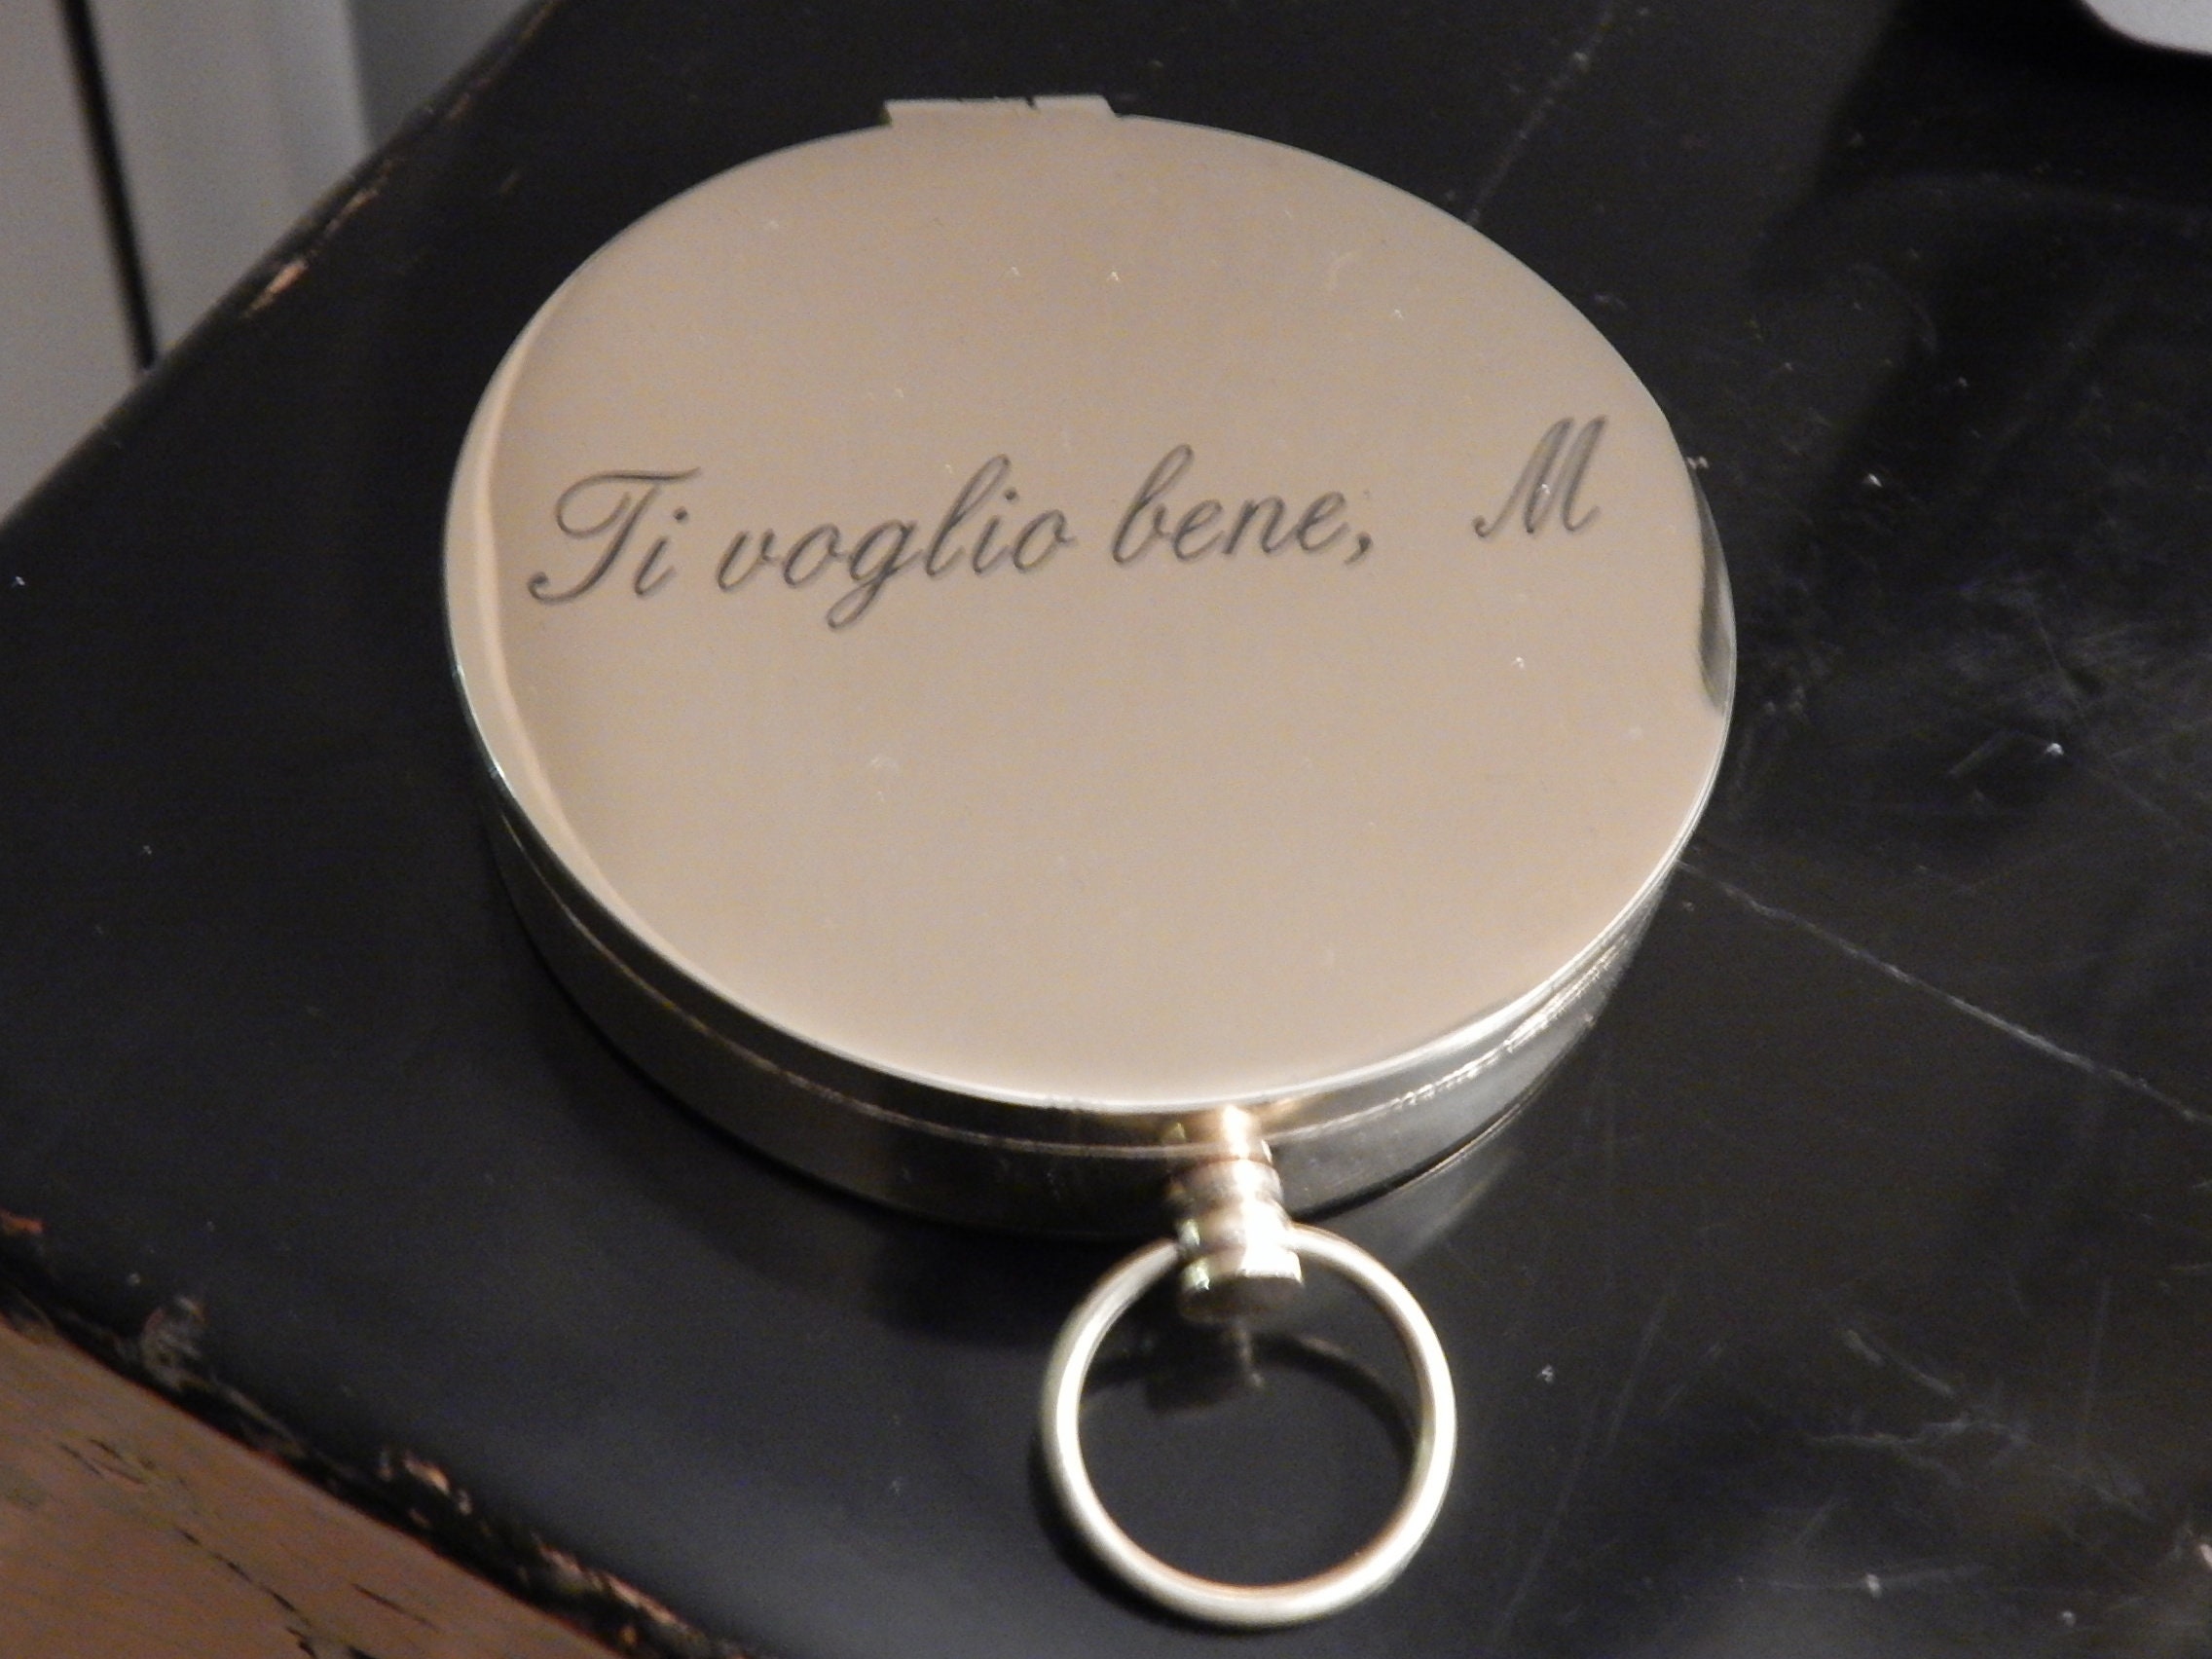 Ti voglio bene, M